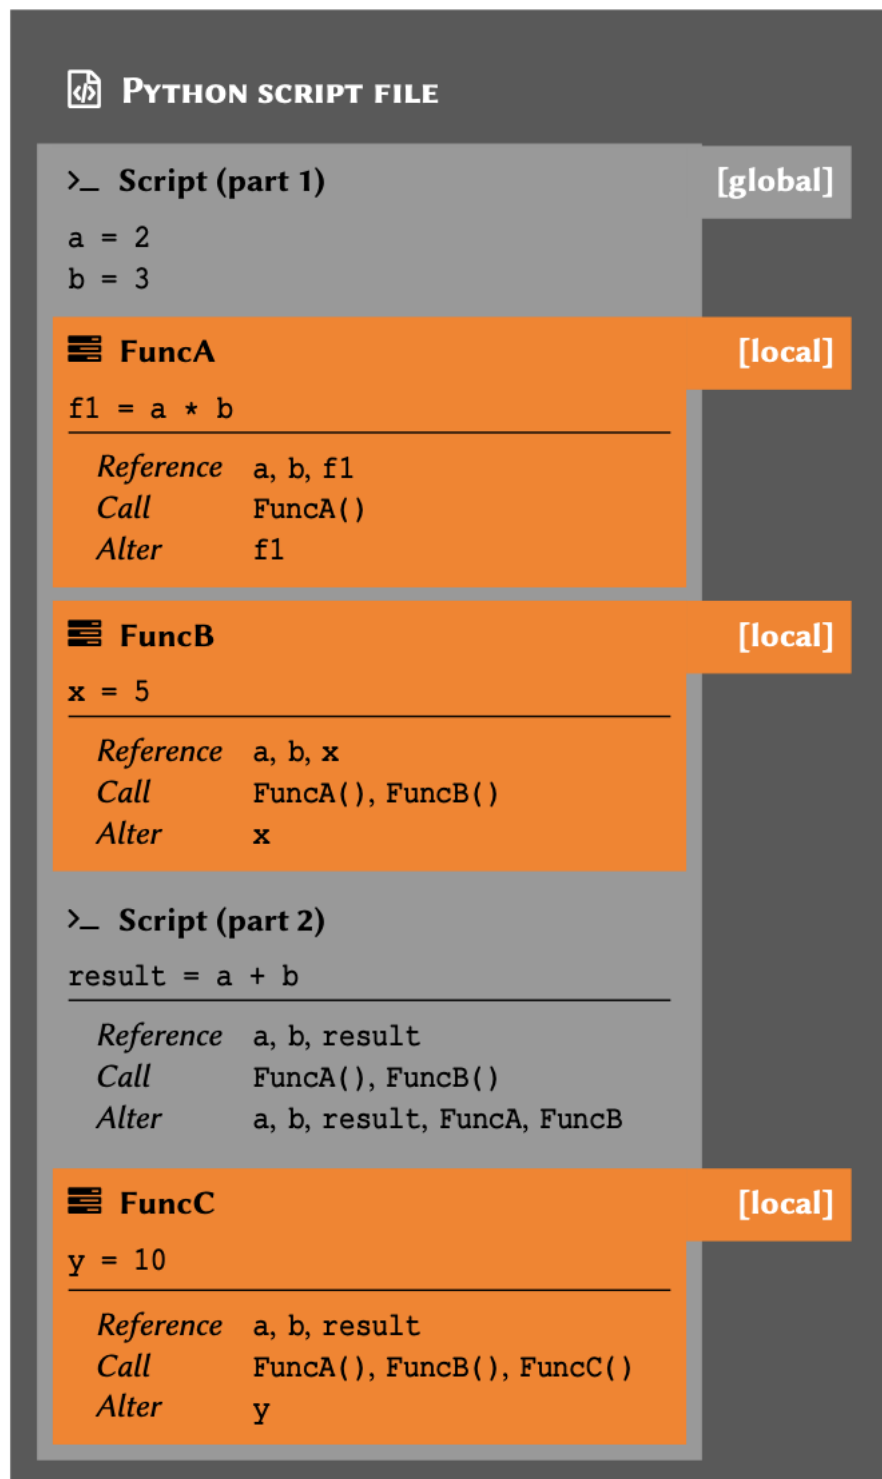 PYTHON SCRIPT FILE
>_ Script (part 1) [global]
a = 2
b = 3
FuncA [local]
f1 = a * b
Reference a, b, f1
Call FuncA()
Alter f1
FuncB [local]
x = 5
Reference a, b, x
Call FuncA(), FuncB()
Alter x
>_ Script (part 2)
result = a + b
Reference a, b, result
Call FuncA(), FuncB()
Alter a, b, result, FuncA, FuncB
FuncC [local]
y = 10
Reference a, b, result
Call FuncA(), FuncB(), FuncC()
Alter y